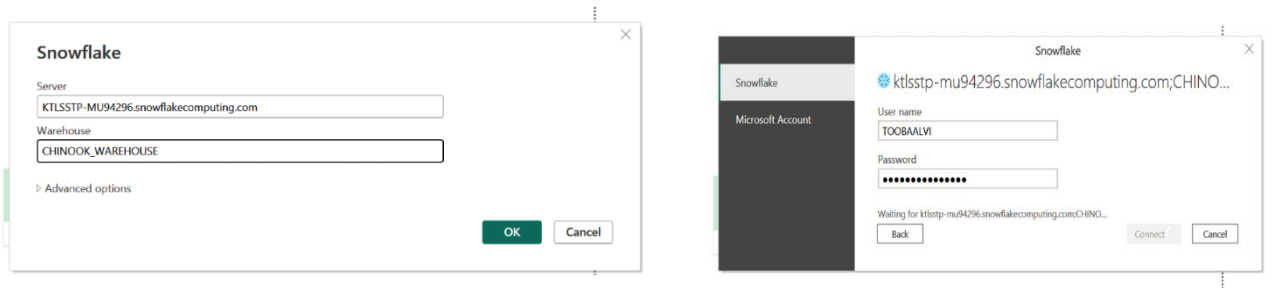 Snowflake
Server
KTLSSTP-MU94296.snowflakecomputing.com
Warehouse
CHINOOK_WAREHOUSE
Advanced options
OK
Cancel
Snowflake
Snowflake
Microsoft Account
ktlsstp-mu94296.snowflakecomputing.com;CHINO...
User name
TOOBAALVI
Password
●●●●●●●●●●●●●●●
Waiting for ktlsstp-mu94296.snowflakecomputing.com;CHINO...
Back
Connect
Cancel